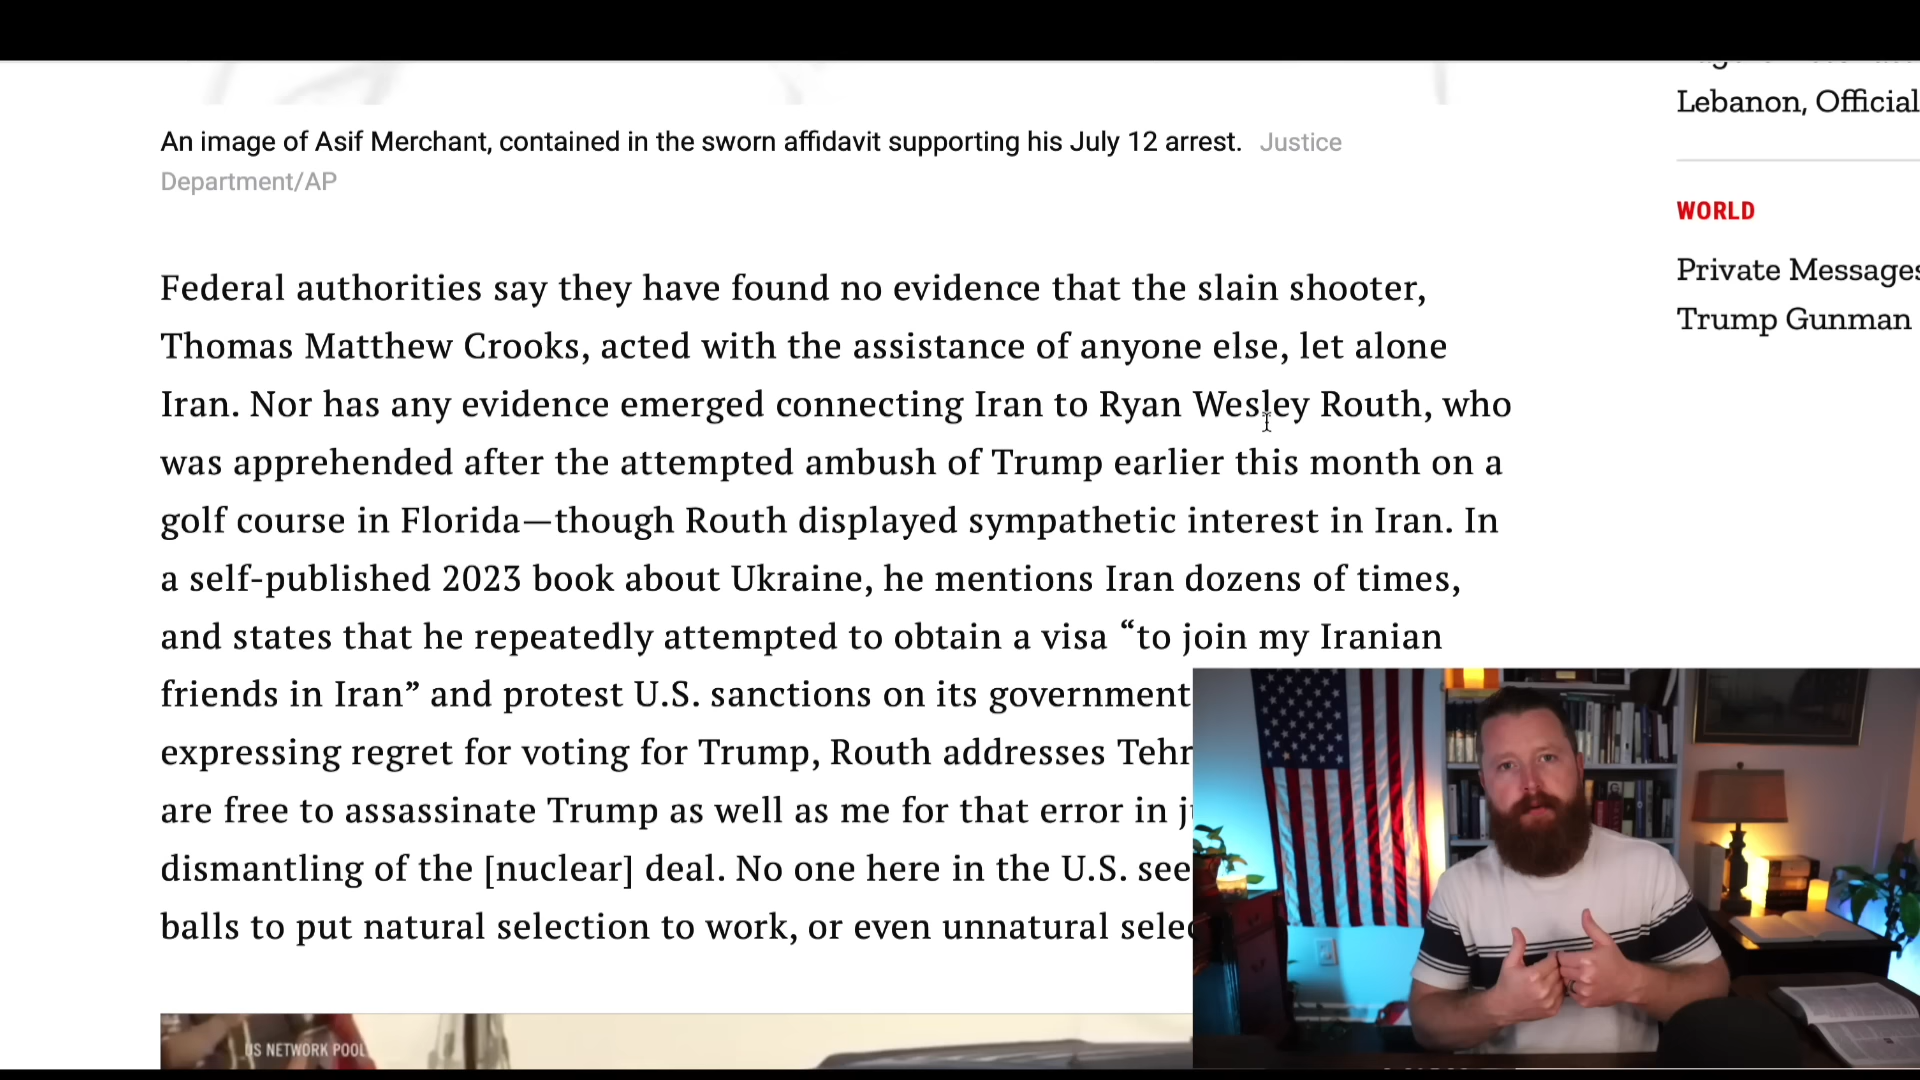 An image of Asif Merchant, contained in the sworn affidavit supporting his July 12 arrest. Justice
Department/AP
Federal authorities say they have found no evidence that the slain shooter,
Thomas Matthew Crooks, acted with the assistance of anyone else, let alone
Iran. Nor has any evidence emerged connecting Iran to Ryan Wesley Routh, who
was apprehended after the attempted ambush of Trump earlier this month on a
golf course in Florida—though Routh displayed sympathetic interest in Iran. In
a self-published 2023 book about Ukraine, he mentions Iran dozens of times,
and states that he repeatedly attempted to obtain a visa “to join my Iranian
friends in Iran” and protest U.S. sanctions on its government
expressing regret for voting for Trump, Routh addresses Tehr
are free to assassinate Trump as well as me for that error in j
dismantling of the [nuclear] deal. No one here in the U.S. see
balls to put natural selection to work, or even unnatural selec
US NETWORK POOL
Lebanon, Official
WORLD
Private Messages
Trump Gunman